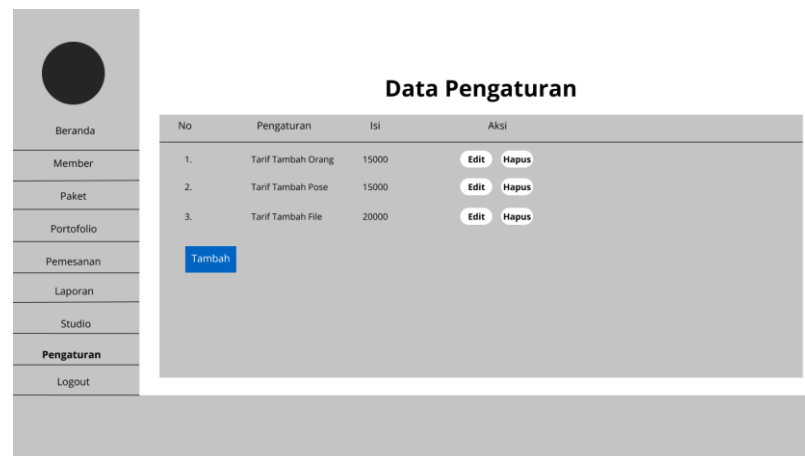 Data Pengaturan
Beranda
Member
Paket
Portofolio
Pemesanan
Laporan
Studio
Pengaturan
Logout
No Pengaturan Isi Aksi
1. Tarif Tambah Orang 15000 Edit Hapus
2. Tarif Tambah Pose 15000 Edit Hapus
3. Tarif Tambah File 20000 Edit Hapus
Tambah